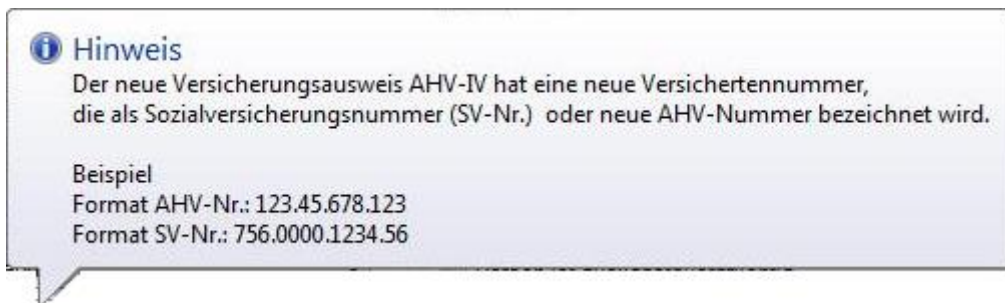 Hinweis
Der neue Versicherungsausweis AHV-IV hat eine neue Versichertennummer,
die als Sozialversicherungsnummer (SV-Nr.) oder neue AHV-Nummer bezeichnet wird.
Beispiel
Format AHV-Nr.: 123.45.678.123
Format SV-Nr.: 756.0000.1234.56